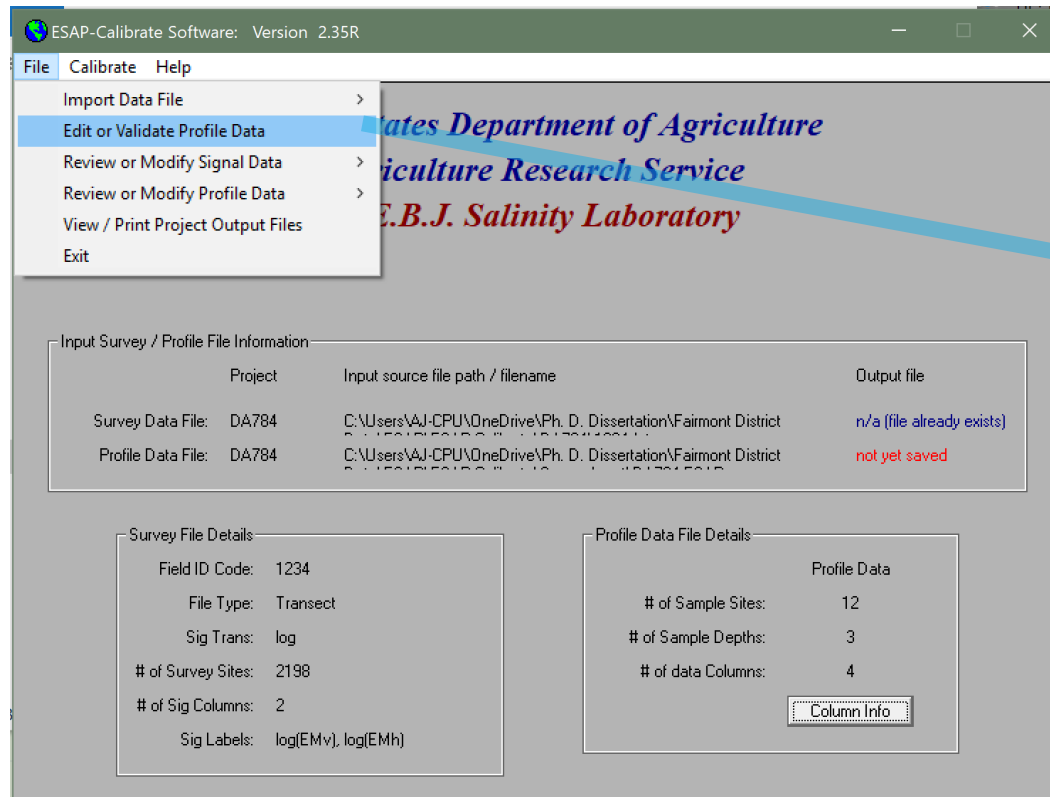 ESAP-Calibrate Software: Version 2.35R
File Calibrate Help
Import Data File
Edit or Validate Profile Data
Review or Modify Signal Data
Review or Modify Profile Data
View / Print Project Output Files
Exit
tates Department of Agriculture
riculture Research Service
E.B.J. Salinity Laboratory
Input Survey / Profile File Information
Project Input source file path / filename Output file
Survey Data File: DA784 C:\Users\AJ-CPU\OneDrive\Ph. D. Dissertation\Fairmont District n/a (file already exists)
Profile Data File: DA784 C:\Users\AJ-CPU\OneDrive\Ph. D. Dissertation\Fairmont District not yet saved
Survey File Details
Field ID Code: 1234
File Type: Transect
Sig Trans: log
# of Survey Sites: 2198
# of Sig Columns: 2
Sig Labels: log(EMv), log(EMh)
Profile Data File Details
Profile Data
# of Sample Sites: 12
# of Sample Depths: 3
# of data Columns: 4
Column Info